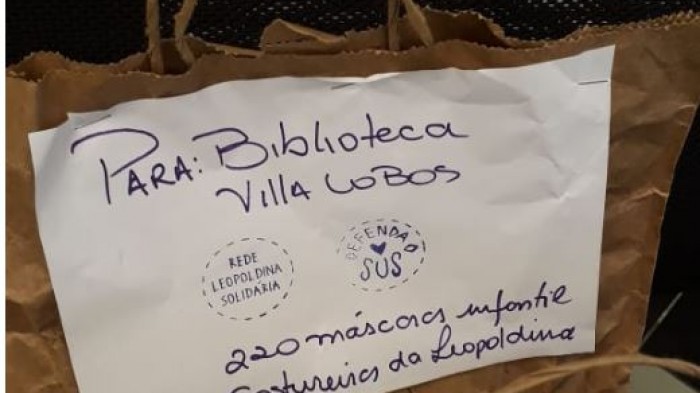 PARA: Biblioteca
Villa LOBOS
REDE
LEOPOLDINA
SOLIDÁRIA
DEFENDA O
SUS
220 máscaras infantil
Costureiras da Leopoldina